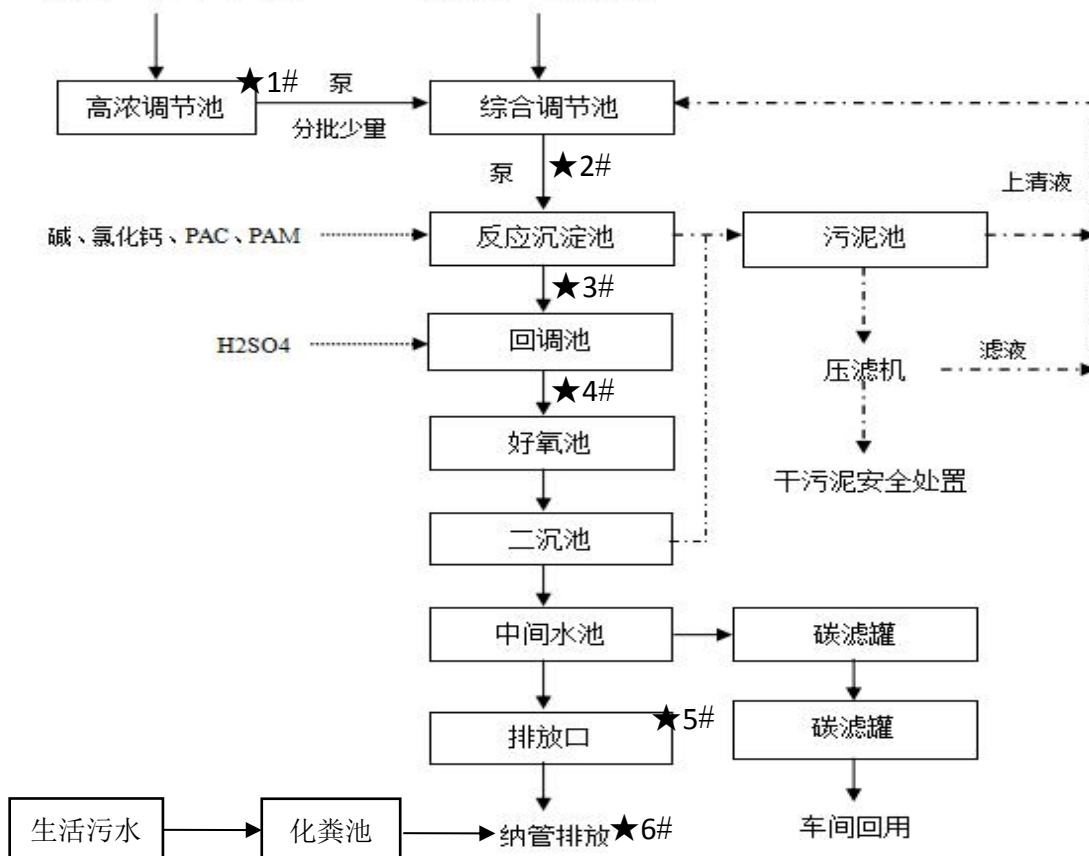 ★1#
高浓调节池
泵
分批少量
综合调节池
泵
★2#
上清液
碱、氯化钙、PAC、PAM
反应沉淀池
污泥池
★3#
H2SO4
回调池
压滤机
滤液
★4#
好氧池
干污泥安全处置
二沉池
中间水池
碳滤罐
★5#
排放口
碳滤罐
生活污水
化粪池
纳管排放★6#
车间回用